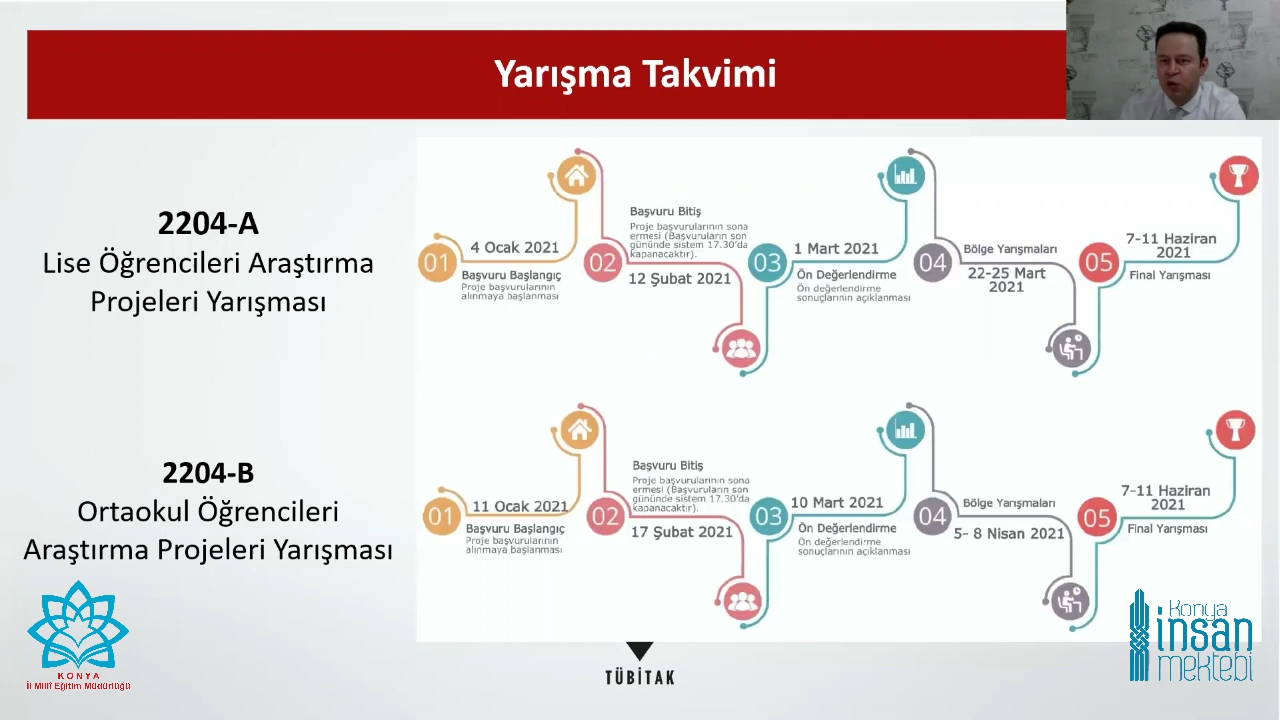 Yarışma Takvimi
2204-A
Lise Öğrencileri Araştırma
Projeleri Yarışması
01
4 Ocak 2021
Başvuru Başlangıç
Proje başvurularının
alınmaya başlanması
02
Başvuru Bitiş
Proje başvurularının sona
ermesi (Başvuruların son
gününde sistem 17.30'da
kapanacaktır).
12 Şubat 2021
03
1 Mart 2021
Ön Değerlendirme
Ön değerlendirme
sonuçlarının açıklanması
04
Bölge Yarışmaları
22-25 Mart
2021
05
7-11 Haziran
2021
Final Yarışması
2204-B
Ortaokul Öğrencileri
Araştırma Projeleri Yarışması
01
11 Ocak 2021
Başvuru Başlangıç
Proje başvurularının
alınmaya başlanması
02
Başvuru Bitiş
Proje başvurularının sona
ermesi (Başvuruların son
gününde sistem 17.30'da
kapanacaktır).
17 Şubat 2021
03
10 Mart 2021
Ön Değerlendirme
Ön değerlendirme
sonuçlarının açıklanması
04
Bölge Yarışmaları
5- 8 Nisan 2021
05
7-11 Haziran
2021
Final Yarışması
KONYA
İl Millî Eğitim Müdürlüğü
TÜBİTAK
Konya
insan
mektebi